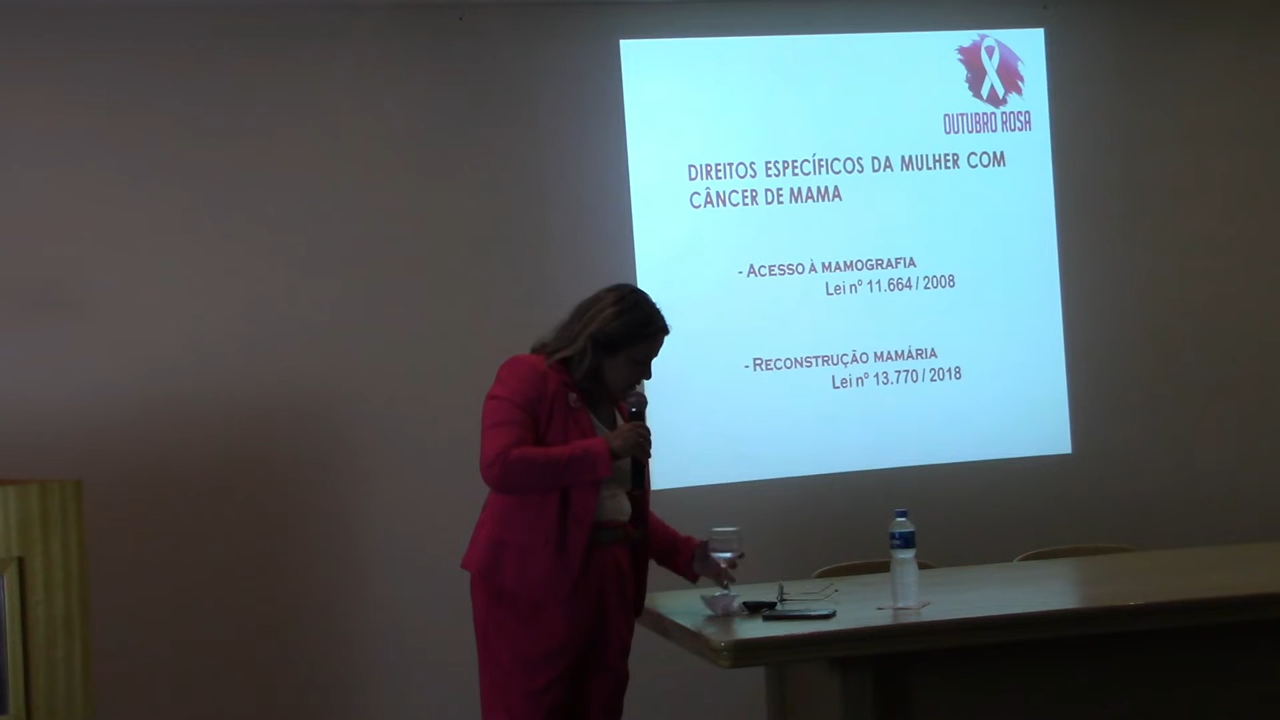 OUTUBRO ROSA
DIREITOS ESPECÍFICOS DA MULHER COM
CÂNCER DE MAMA
- ACESSO À MAMOGRAFIA
Lei nº 11.664 / 2008
- RECONSTRUÇÃO MAMÁRIA
Lei nº 13.770 / 2018